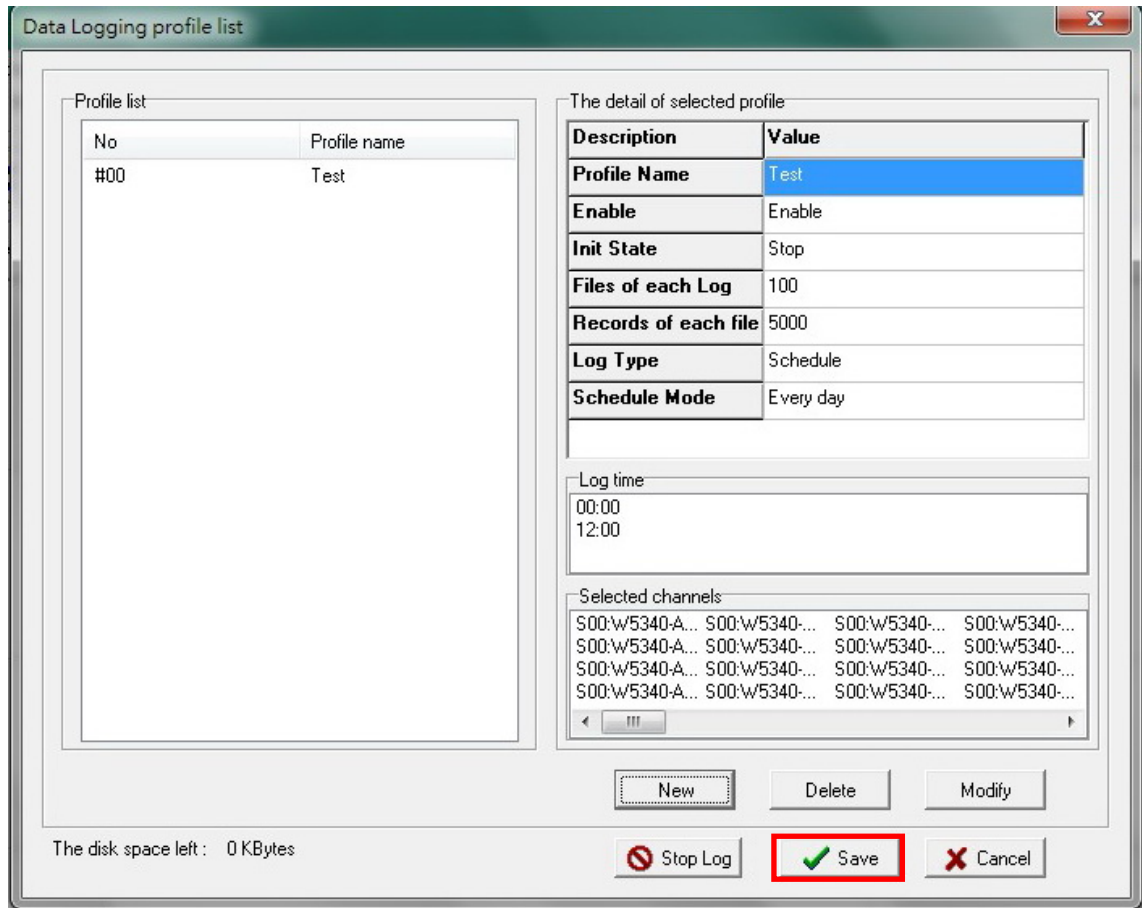 Data Logging profile list
Profile list
No Profile name
#00 Test
The detail of selected profile
Description Value
Profile Name Test
Enable Enable
Init State Stop
Files of each Log 100
Records of each file 5000
Log Type Schedule
Schedule Mode Every day
Log time
00:00
12:00
Selected channels
S00:W5340-A... S00:W5340-... S00:W5340-... S00:W5340-...
S00:W5340-A... S00:W5340-... S00:W5340-... S00:W5340-...
S00:W5340-A... S00:W5340-... S00:W5340-... S00:W5340-...
S00:W5340-A... S00:W5340-... S00:W5340-... S00:W5340-...
New Delete Modify
The disk space left : 0 KBytes
Stop Log Save Cancel